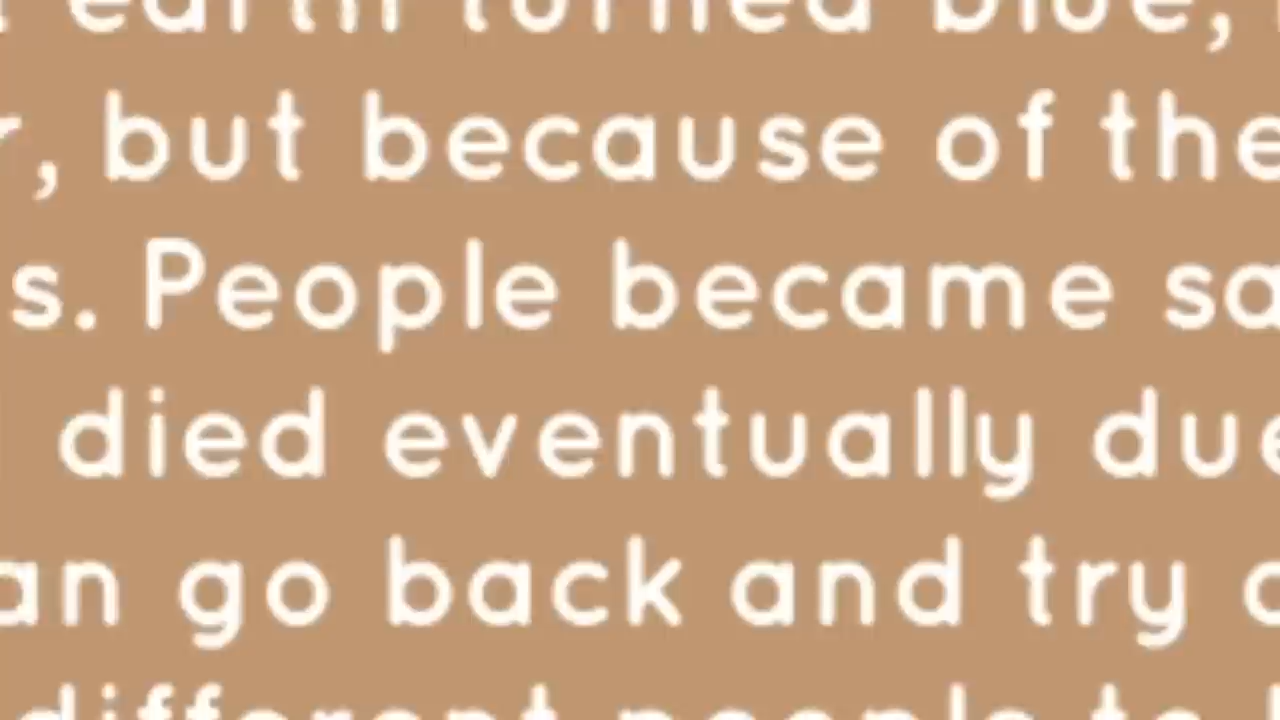 earth turned blue,
r, but because of the
s. People became sa
died eventually due
an go back and try
different people to